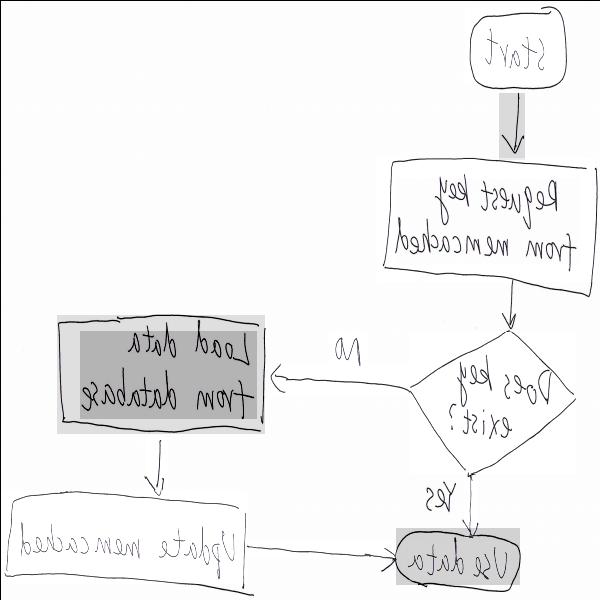 Start
Request key
from memcached
Does key
exist?
No
Load data
from database
Yes
Update memcached
Use data